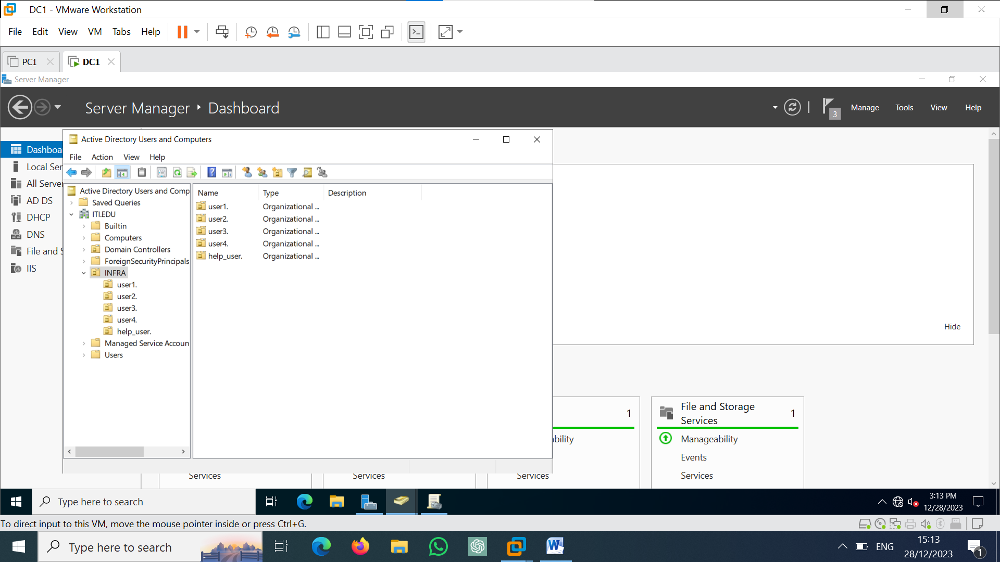 DC1 - VMware Workstation
File Edit View VM Tabs Help
PC1 DC1
Server Manager
Server Manager Dashboard
3 Manage Tools View Help
Dashboa
Local Ser
All Server
AD DS
DHCP
DNS
File and S
IIS
Active Directory Users and Computers
File Action View Help
Active Directory Users and Comp
Saved Queries
ITI.EDU
Builtin
Computers
Domain Controllers
ForeignSecurityPrincipals
INFRA
user1.
user2.
user3.
user4.
help_user.
Managed Service Accoun
Users
Name Type Description
user1. Organizational ...
user2. Organizational ...
user3. Organizational ...
user4. Organizational ...
help_user. Organizational ...
Hide
1
bility
File and Storage
Services 1
Manageability
Events
Services
Services Services Services
Type here to search
3:13 PM
12/28/2023
To direct input to this VM, move the mouse pointer inside or press Ctrl+G.
Type here to search
ENG
15:13
28/12/2023
1